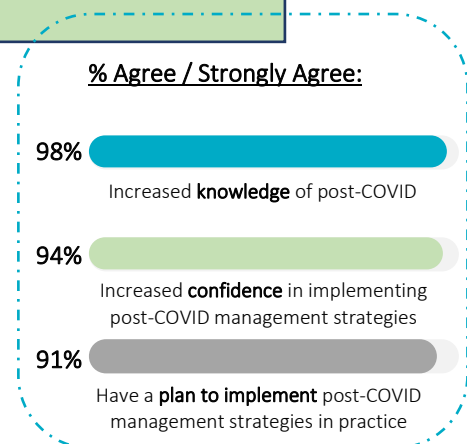 % Agree / Strongly Agree:
98%
Increased knowledge of post-COVID
94%
Increased confidence in implementing
post-COVID management strategies
91%
Have a plan to implement post-COVID
management strategies in practice